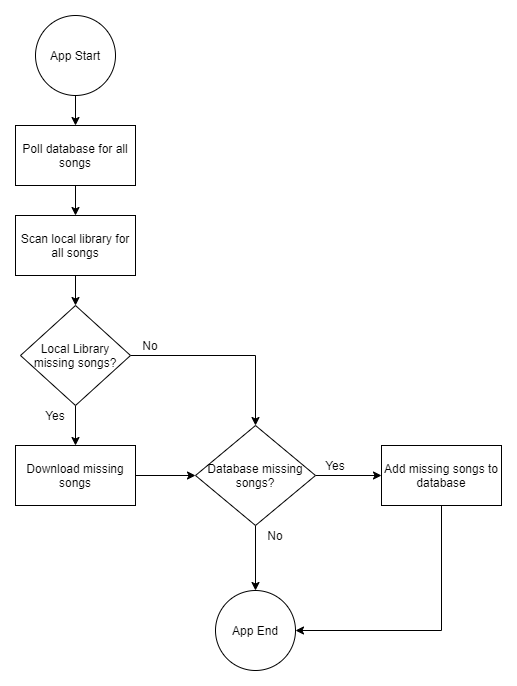 App Start
Poll database for all
songs
Scan local library for
all songs
Local Library
missing songs?
No
Yes
Download missing
songs
Database missing
songs?
Yes
Add missing songs to
database
No
App End